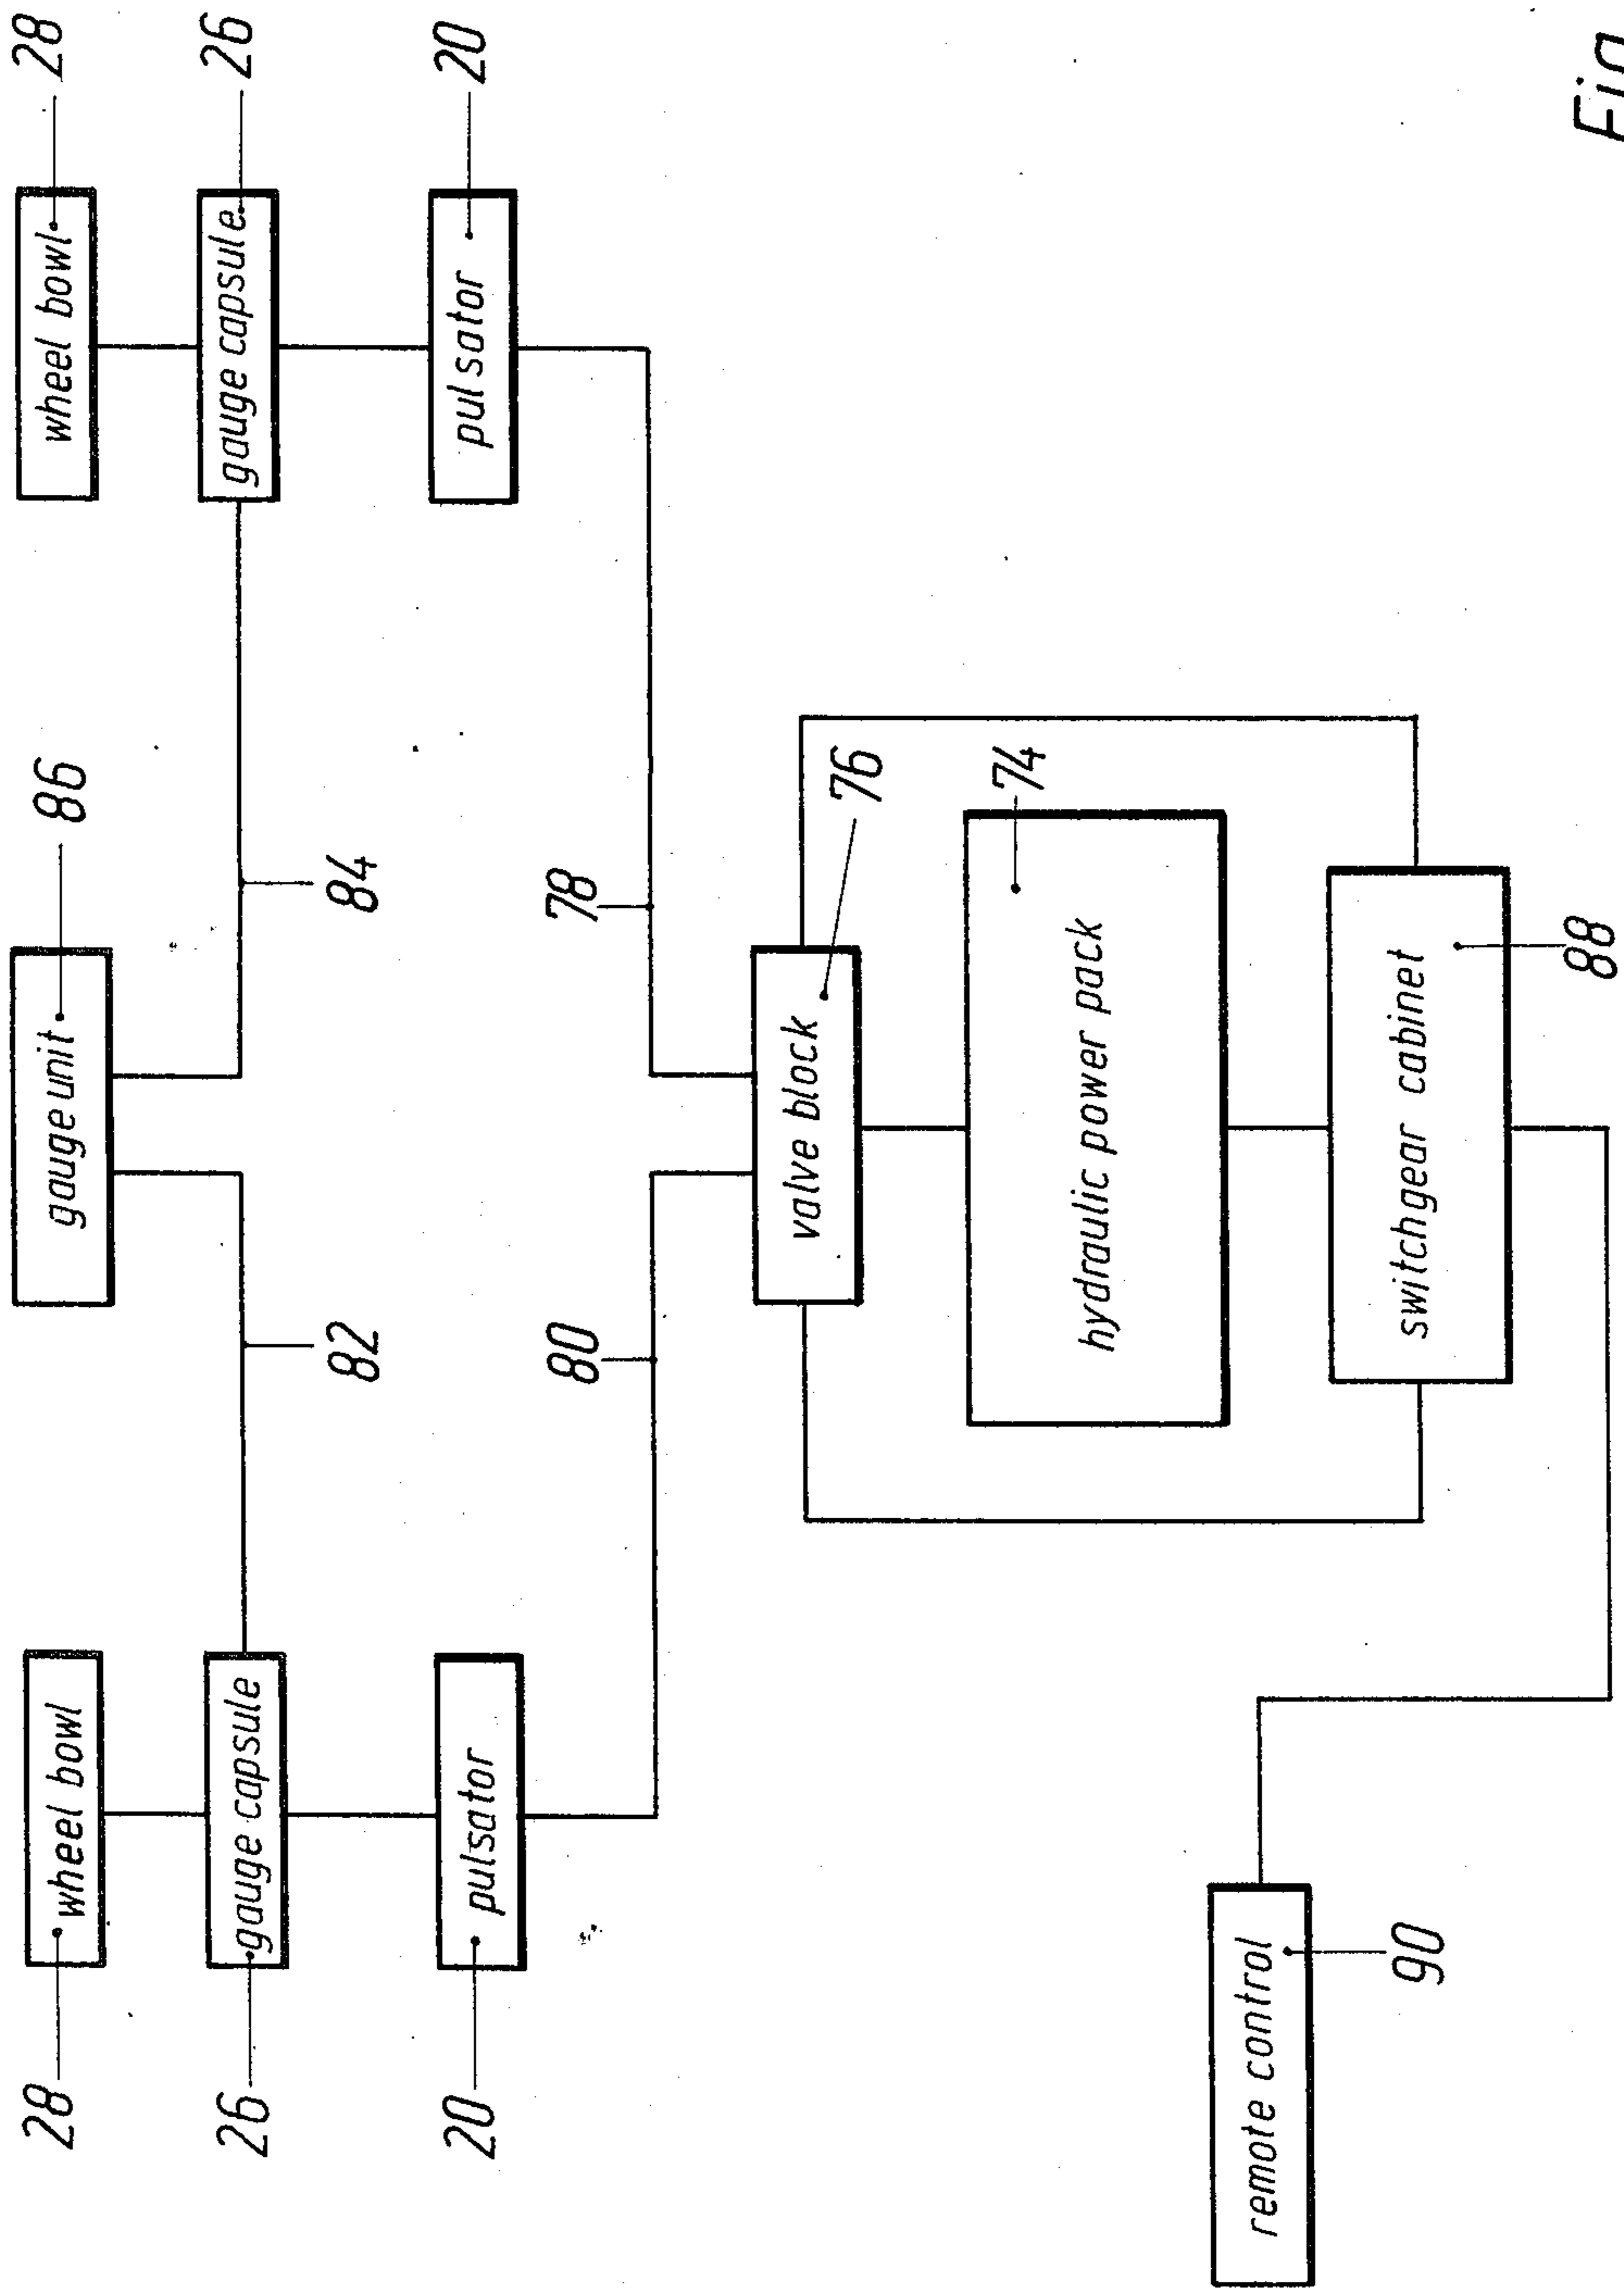 28
wheel bowl
gauge unit
86
wheel bowl
28
26
gauge capsule
gauge capsule
26
82
84
20
pulsator
pulsator
20
80
78
valve block
76
hydraulic power pack
74
remote control
90
switchgear cabinet
88
Fig